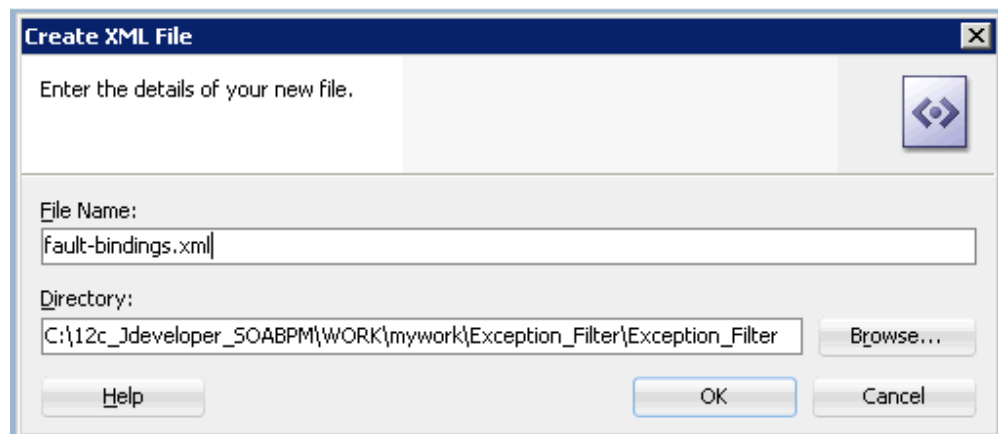 Create XML File
Enter the details of your new file.
File Name:
fault-bindings.xml
Directory:
C:\12c_Jdeveloper_SOABPM\WORK\mywork\Exception_Filter\Exception_Filter
Browse...
Help
OK
Cancel